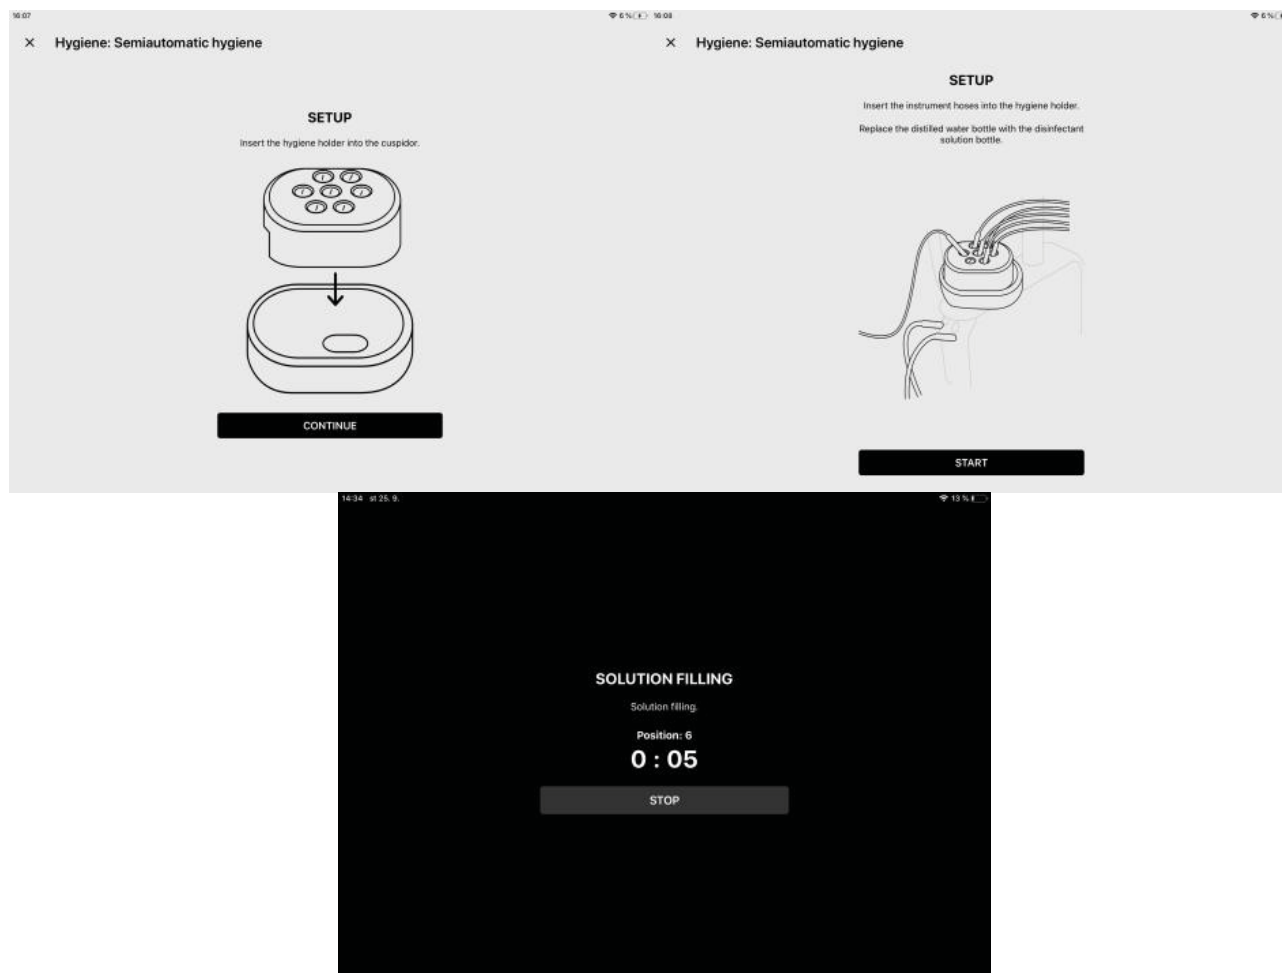 16:07
6 %
× Hygiene: Semiautomatic hygiene
SETUP
Insert the hygiene holder into the cuspidor.
CONTINUE
16:08
6 %
× Hygiene: Semiautomatic hygiene
SETUP
Insert the instrument hoses into the hygiene holder.
Replace the distilled water bottle with the disinfectant
solution bottle.
START
14:34 st 25. 9.
13 %
SOLUTION FILLING
Solution filling.
Position: 6
0 : 05
STOP